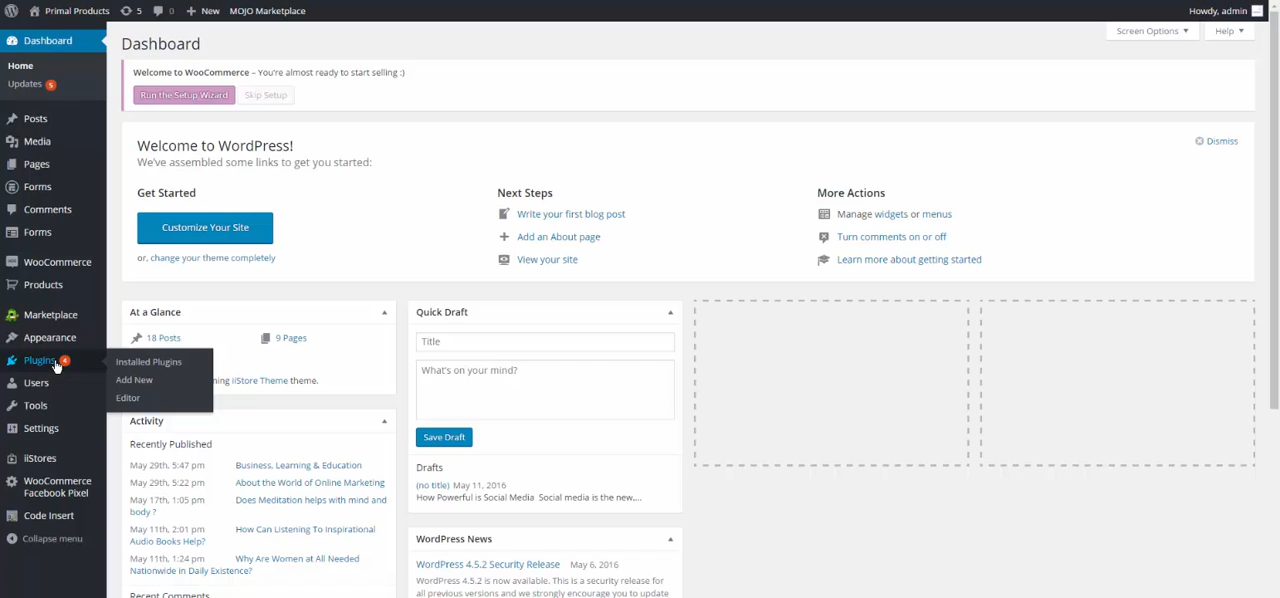 Primal Products 5 0 New MOJO Marketplace Howdy, admin
Dashboard
Home
Updates 5
Posts
Media
Pages
Forms
Comments
Forms
WooCommerce
Products
Marketplace
Appearance
Plugins 4
Users
Tools
Settings
iiStores
WooCommerce
Facebook Pixel
Code Insert
Collapse menu
Installed Plugins
Add New
Editor
Dashboard
Screen Options
Help
Welcome to WooCommerce – You're almost ready to start selling :)
Run the Setup Wizard Skip Setup
Welcome to WordPress!
Dismiss
We've assembled some links to get you started:
Get Started
Customize Your Site
or, change your theme completely
Next Steps
Write your first blog post
Add an About page
View your site
More Actions
Manage widgets or menus
Turn comments on or off
Learn more about getting started
At a Glance
18 Posts 9 Pages
iiStore Theme theme.
Activity
Recently Published
May 29th, 5:47 pm Business, Learning & Education
May 29th, 5:22 pm About the World of Online Marketing
May 17th, 1:05 pm Does Meditation helps with mind and
body ?
May 11th, 2:01 pm How Can Listening To Inspirational
Audio Books Help?
May 11th, 1:24 pm Why Are Women at All Needed
Nationwide in Daily Existence?
Recent Comments
Quick Draft
Title
What's on your mind?
Save Draft
Drafts
(no title) May 11, 2016
How Powerful is Social Media Social media is the new,...
WordPress News
WordPress 4.5.2 Security Release May 6, 2016
WordPress 4.5.2 is now available. This is a security release for
all previous versions and we strongly encourage you to update